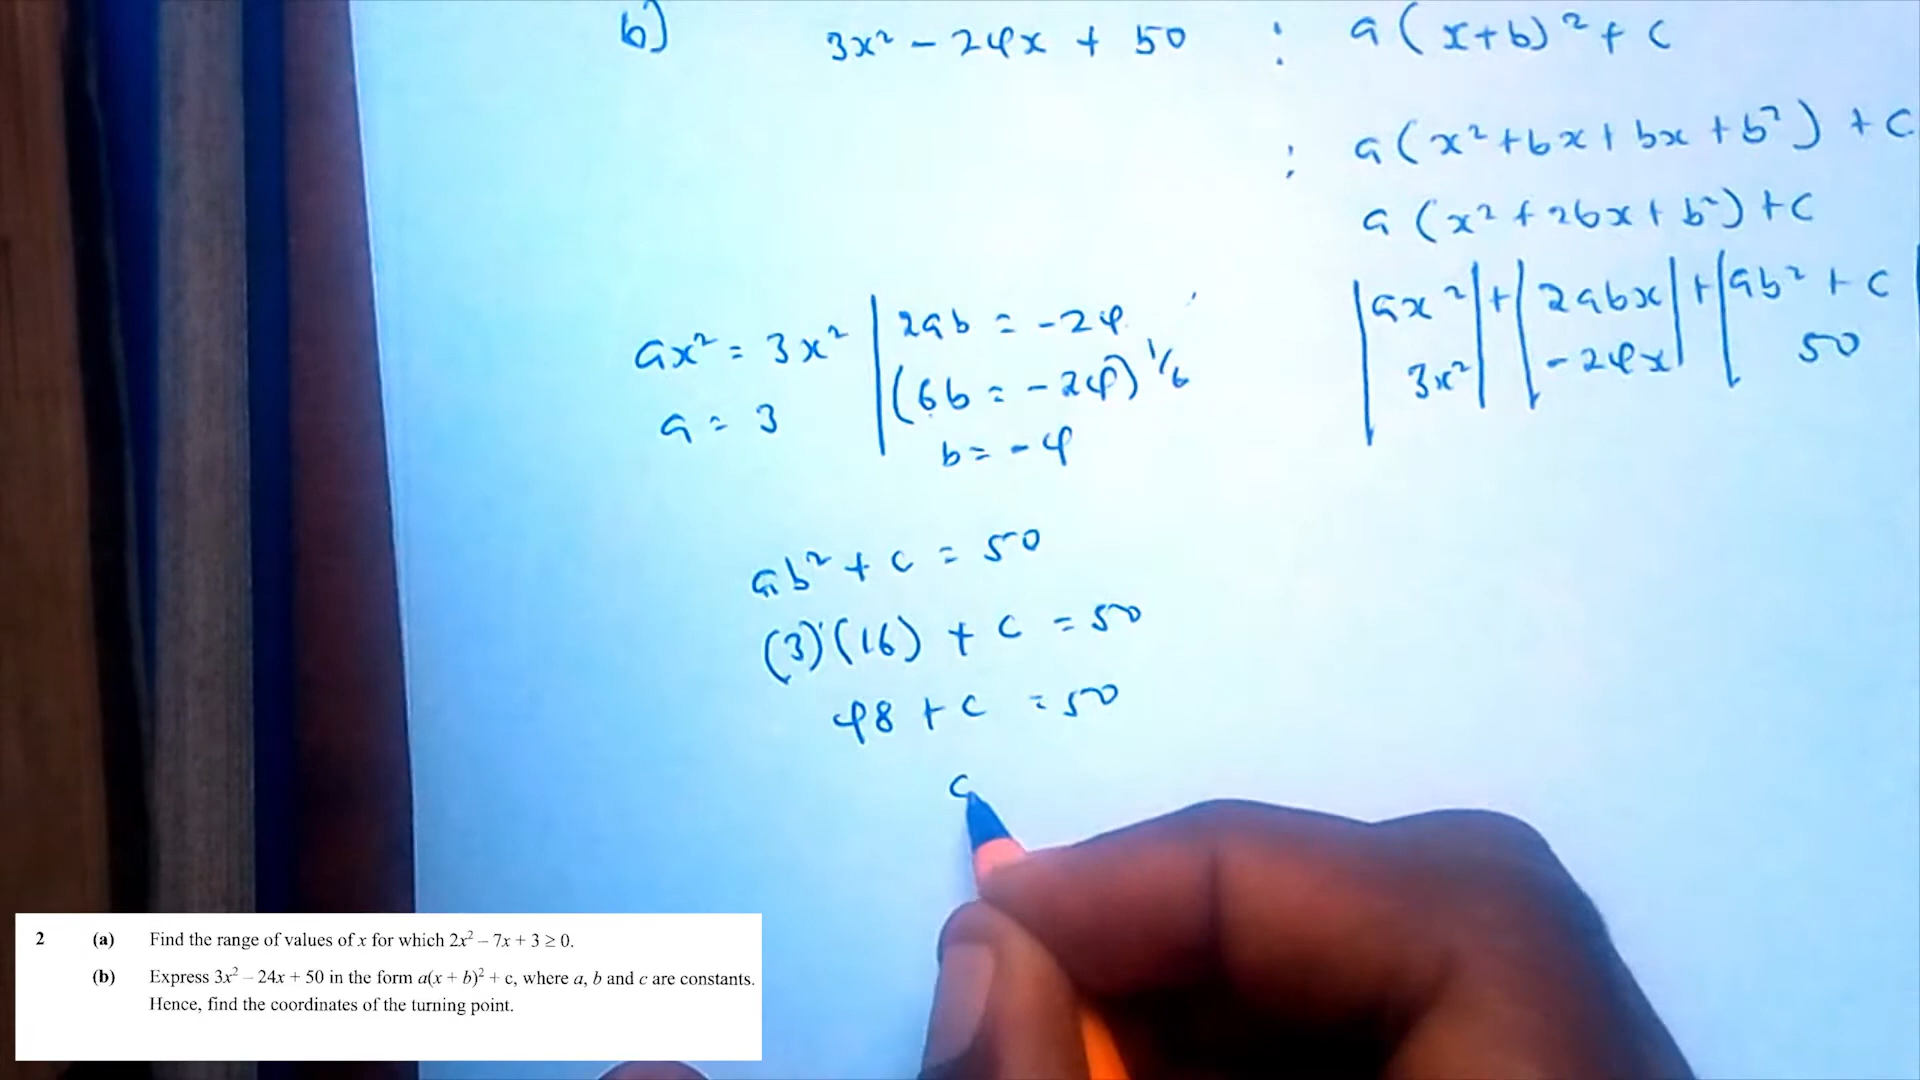 b) 3x² - 24x + 50 : a(x+b)² + c
: a(x² + bx + bx + b²) + c
a(x² + 2bx + b²) + c
|ax²| + |2abx| + |ab² + c|
3x² | -24x | 50
ax² = 3x² | 2ab = -24
a = 3 | (6b = -24) 1/6
b = -4
ab² + c = 50
(3)(16) + c = 50
48 + c = 50
c
2 (a) Find the range of values of x for which 2x² – 7x + 3 ≥ 0.
(b) Express 3x² – 24x + 50 in the form a(x + b)² + c, where a, b and c are constants.
Hence, find the coordinates of the turning point.